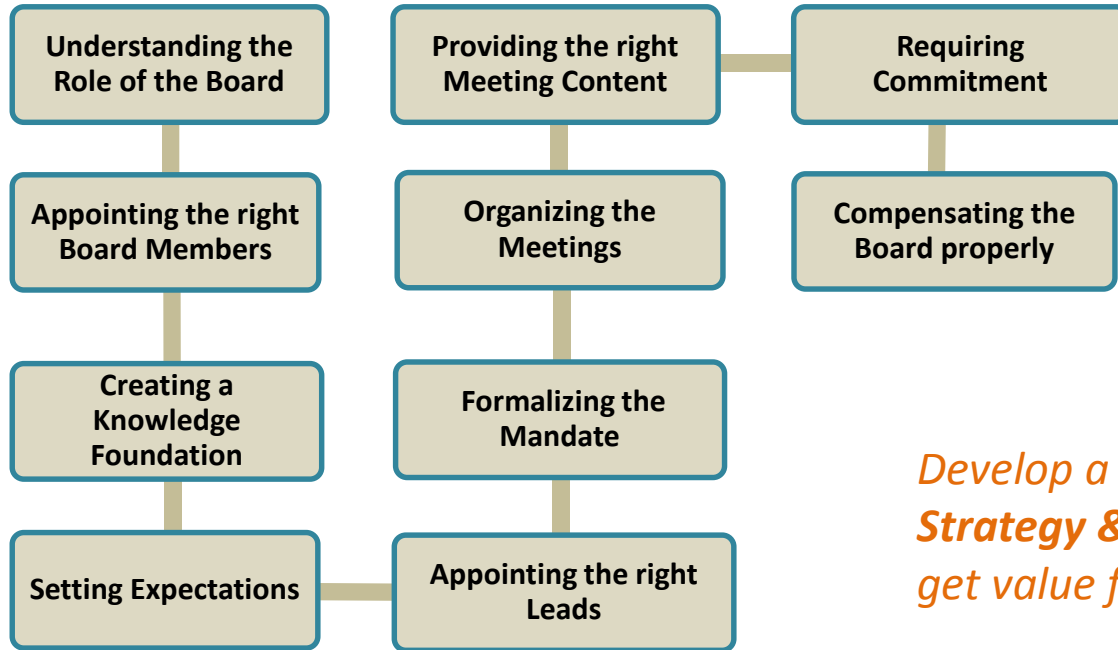 Understanding the
Role of the Board
Appointing the right
Board Members
Creating a
Knowledge
Foundation
Setting Expectations
Appointing the right
Leads
Formalizing the
Mandate
Organizing the
Meetings
Providing the right
Meeting Content
Requiring
Commitment
Compensating the
Board properly
Develop a
Strategy &
get value